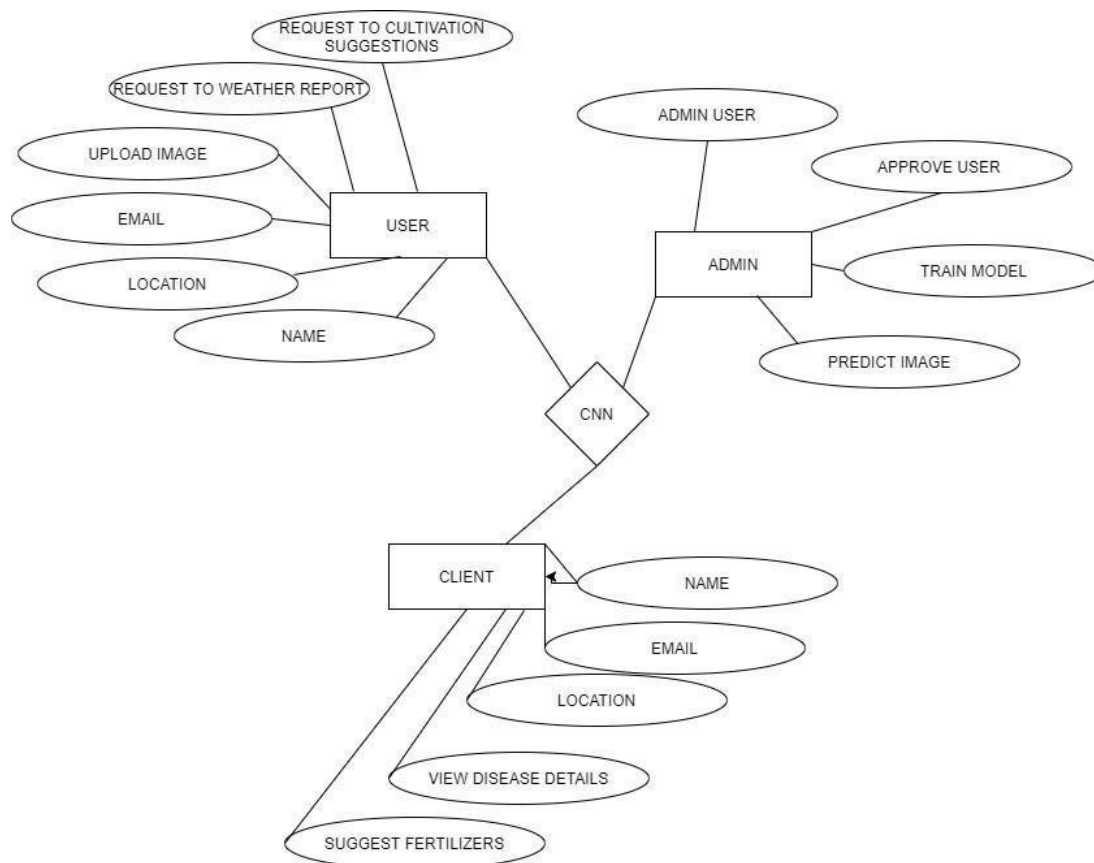 REQUEST TO CULTIVATION
SUGGESTIONS
REQUEST TO WEATHER REPORT
ADMIN USER
UPLOAD IMAGE
APPROVE USER
EMAIL
USER
ADMIN
TRAIN MODEL
LOCATION
NAME
PREDICT IMAGE
CNN
CLIENT
NAME
EMAIL
LOCATION
VIEW DISEASE DETAILS
SUGGEST FERTILIZERS